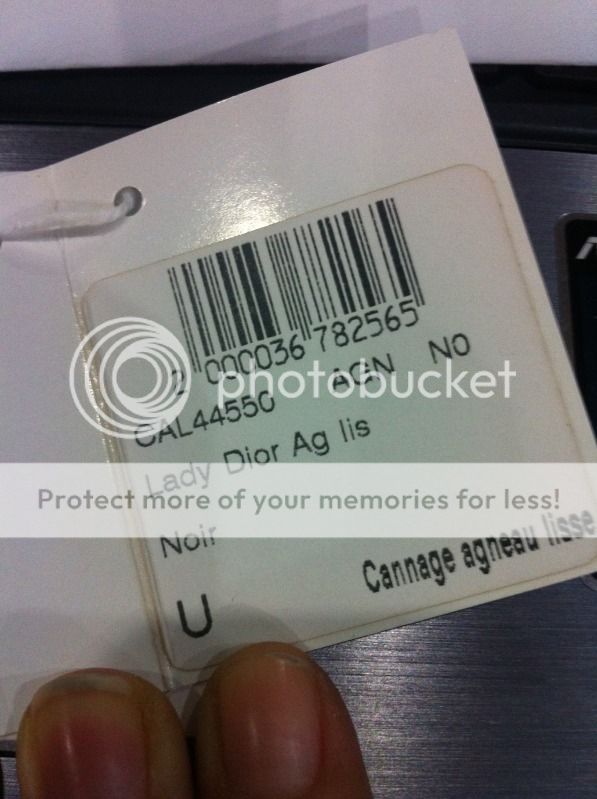 2 000036 782565
CAL44550 AGN NO
Lady Dior Ag lis
Noir
Cannage agneau lisse
U
photobucket
Protect more of your memories for less!